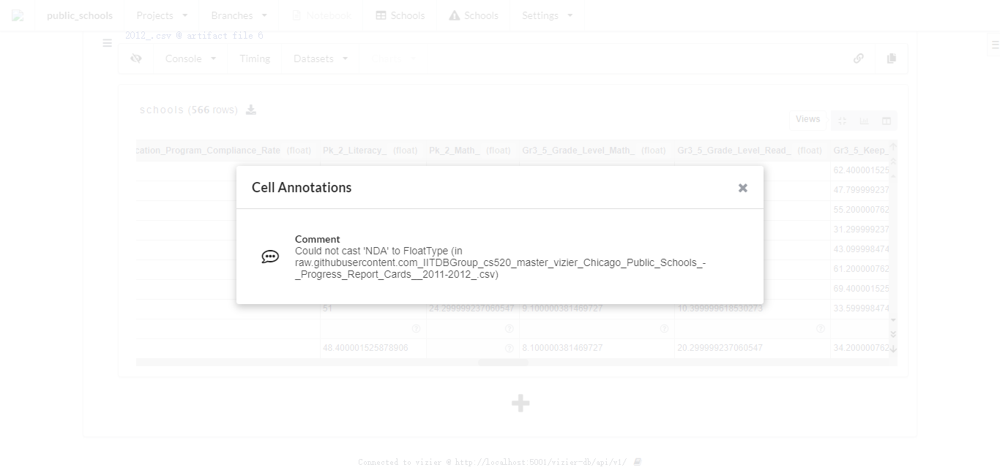 public_schools Projects Branches Notebook Schools Schools Settings
2012_.csv @ artifact file 6
Console Timing Datasets
schools (566 rows)
Views
cation_Program_Compliance_Rate (float) Pk_2_Literacy_ (float) Pk_2_Math_ (float) Gr3_5_Grade_Level_Math_ (float) Gr3_5_Grade_Level_Read_ (float) Gr3_5_Keep_
62.400001525
47.799999237
55.200000762
31.299999237
43.099998474
61.200000762
69.400001525
Cell Annotations
Comment
Could not cast 'NDA' to FloatType (in
raw.githubusercontent.com_IITDBGroup_cs520_master_vizier_Chicago_Public_Schools_-
_Progress_Report_Cards__2011-2012_.csv)
51 24.299999237060547 9.100000381469727 10.399999618530273 33.599998474
48.400001525878906 8.100000381469727 20.299999237060547 34.200000762
Connected to vizier @ http://localhost:5001/vizier-db/api/v1/